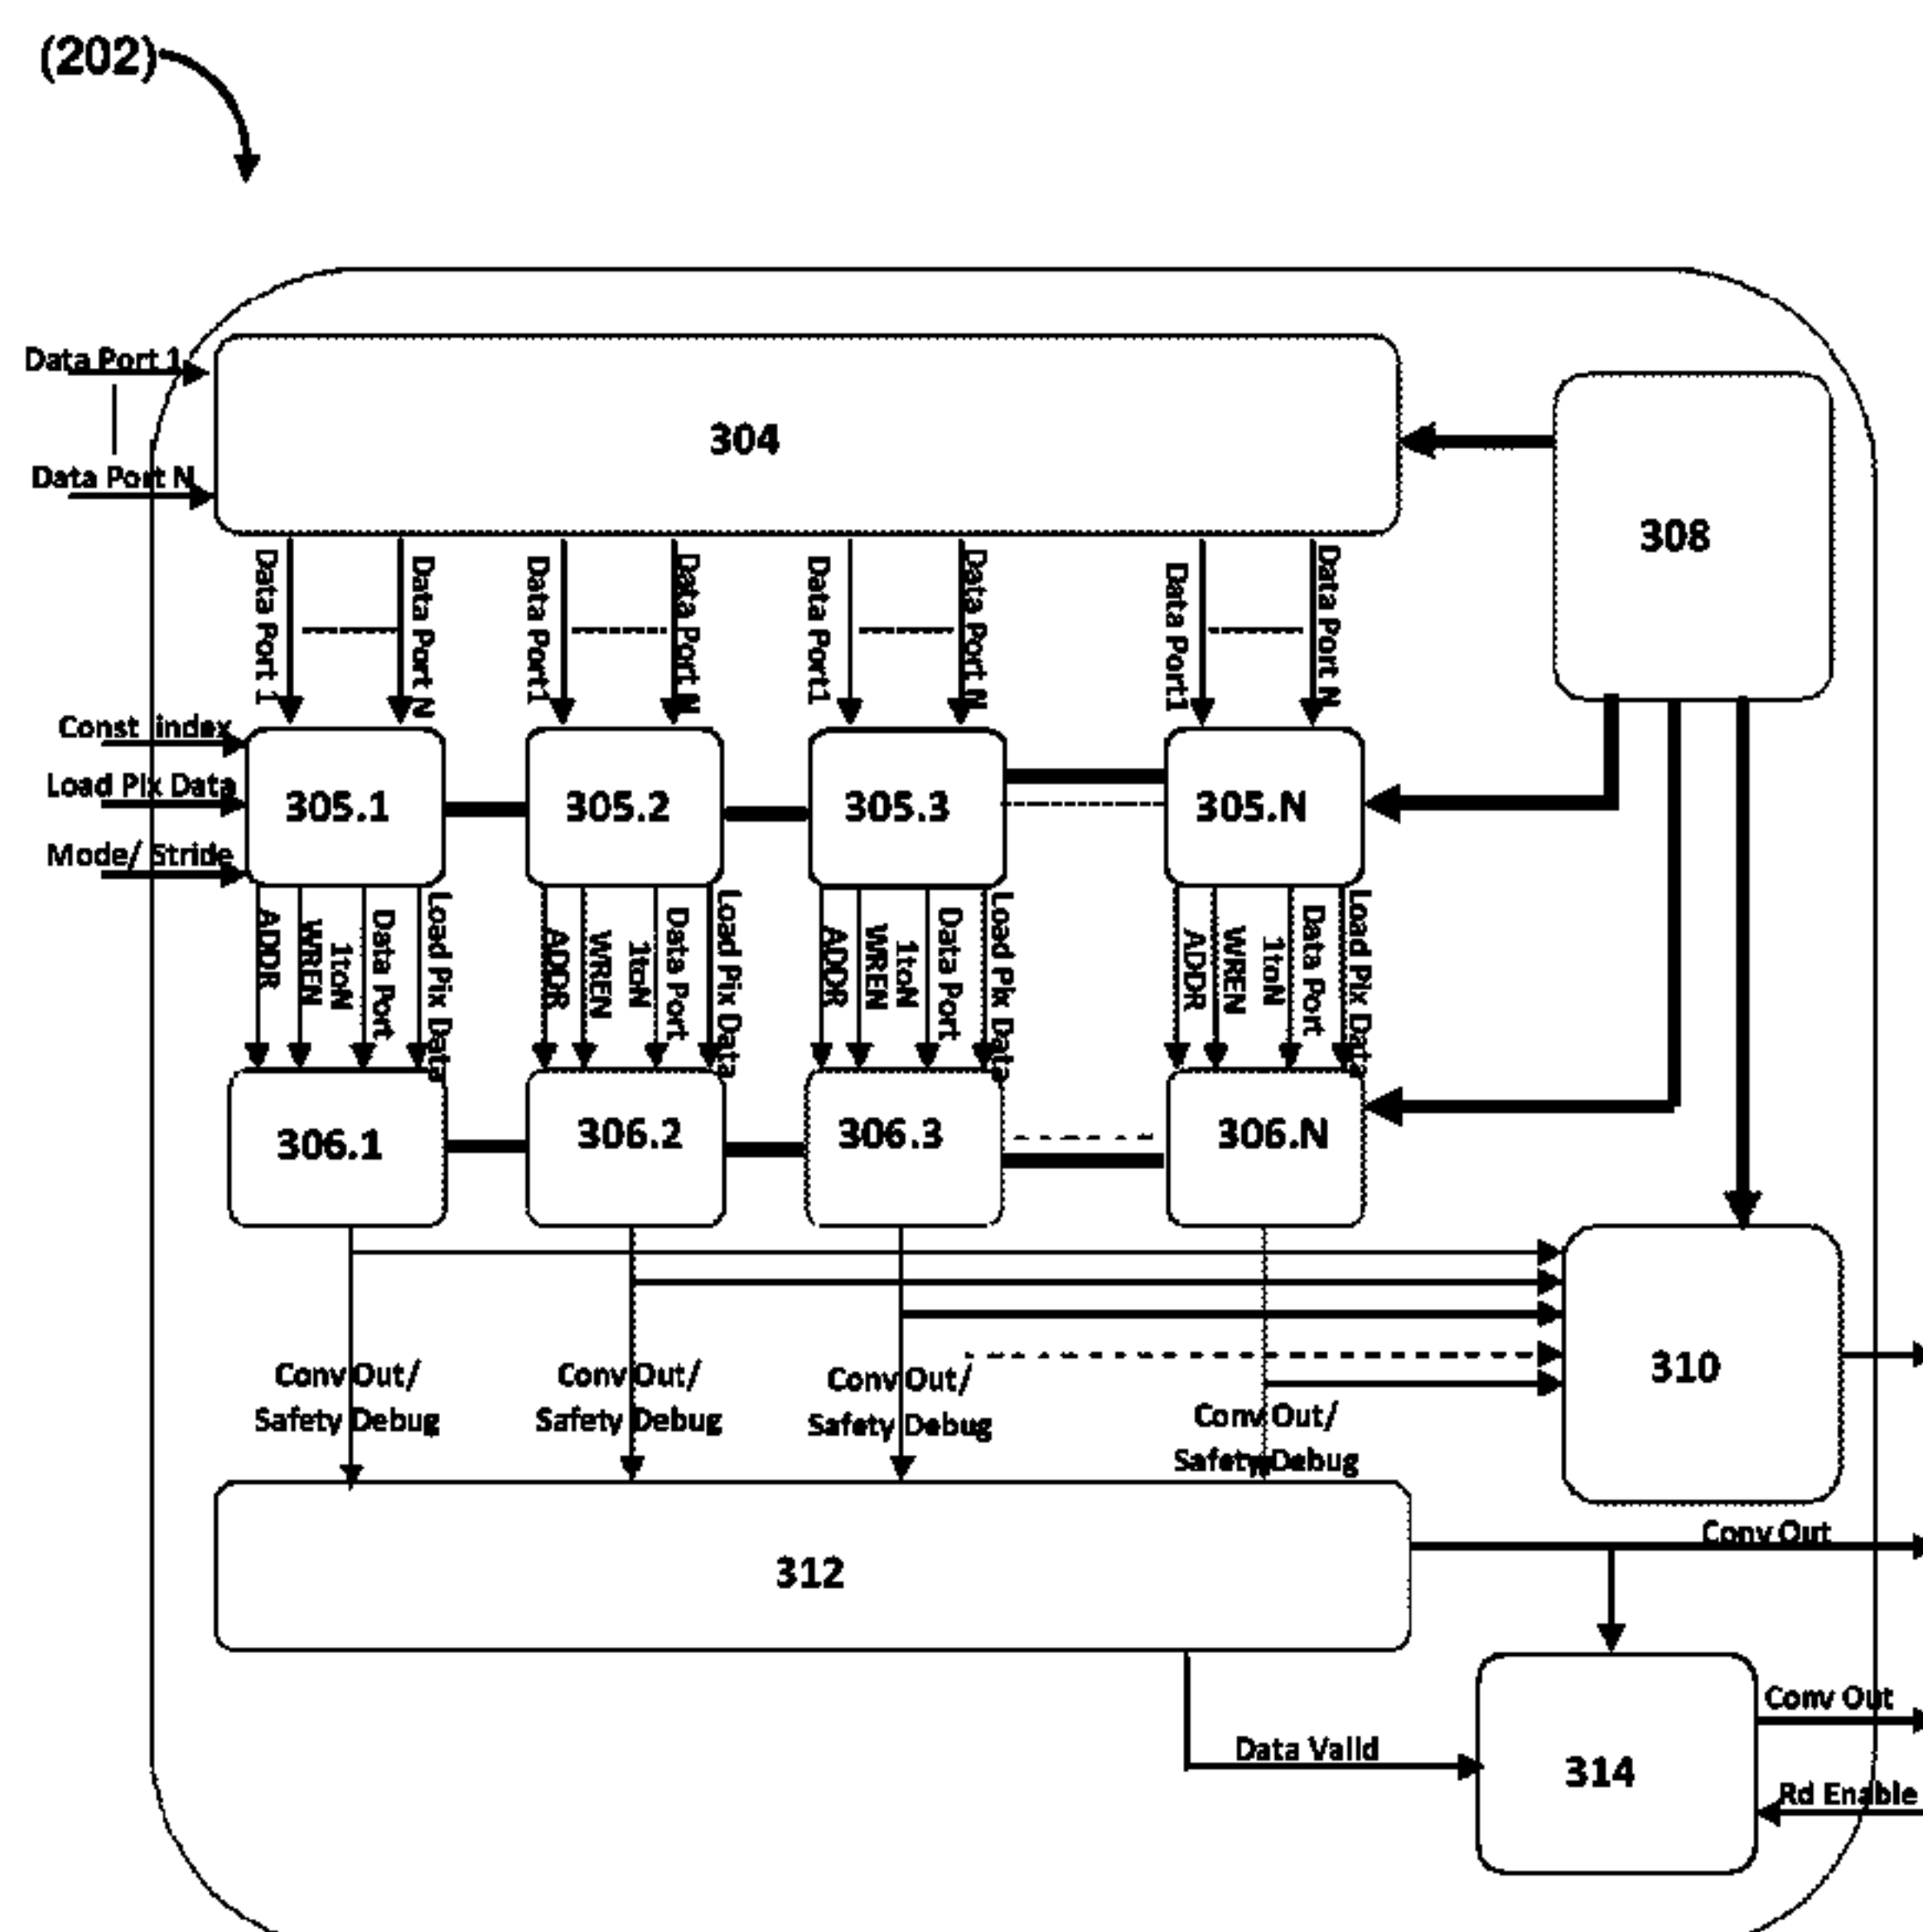 (202)
Data Port 1
304
308
Data Port N
Data Port 1
Data Port N
Data Port1
Data Port N
Data Port1
Data Port N
Data Port1
Data Port N
Const index
Load Pix Data
Mode/ Stride
305.1
305.2
305.3
305.N
ADDR
WREN
1toN
Data Port
Load Pix Data
ADDR
WREN
1toN
Data Port
Load Pix Data
ADDR
WREN
1toN
Data Port
Load Pix Data
ADDR
WREN
1toN
Data Port
Load Pix Data
306.1
306.2
306.3
306.N
310
Conv Out/
Safety Debug
Conv Out/
Safety Debug
Conv Out/
Safety Debug
Conv Out/
Safety Debug
312
Conv Out
Data Valid
314
Conv Out
Rd Enable